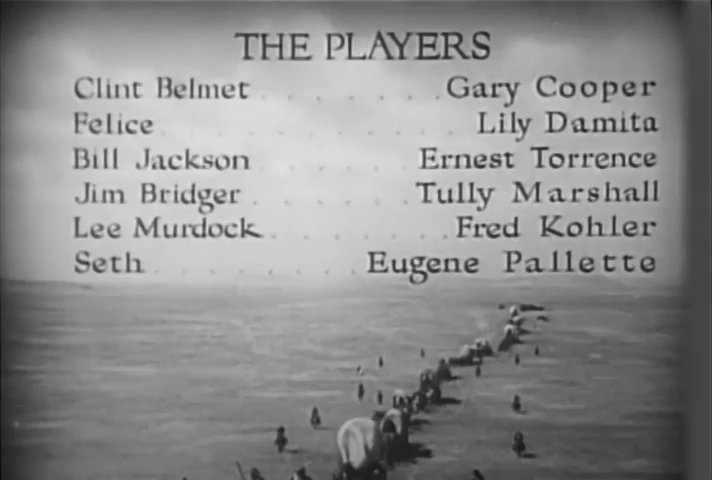 THE PLAYERS
Clint Belmet . . . . . . Gary Cooper
Felice . . . . . . . . Lily Damita
Bill Jackson . . . . . Ernest Torrence
Jim Bridger . . . . . Tully Marshall
Lee Murdock . . . . . . Fred Kohler
Seth . . . . . . . Eugene Pallette